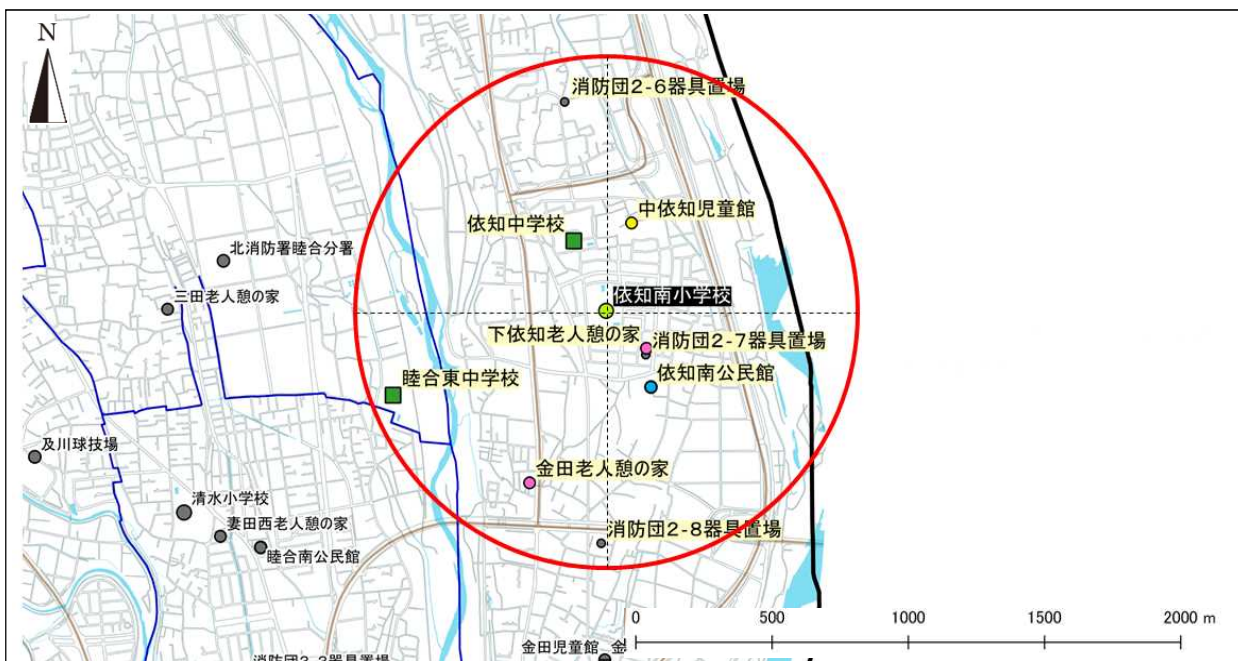 N
消防団2-6器具置場
中依知児童館
依知中学校
北消防署睦合分署
三田老人憩の家
依知南小学校
下依知老人憩の家
消防団2-7器具置場
依知南公民館
睦合東中学校
及川球技場
金田老人憩の家
清水小学校
妻田西老人憩の家
消防団2-8器具置場
睦合南公民館
0 500 1000 1500 2000 m
金田児童館 金